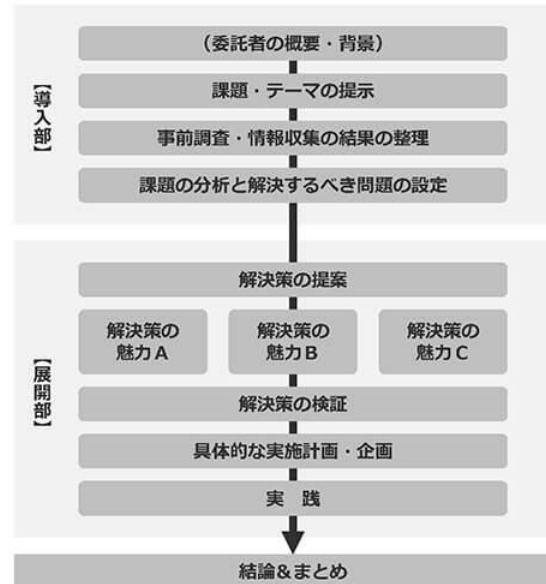 【導入部】
（委託者の概要・背景）
課題・テーマの提示
事前調査・情報収集の結果の整理
課題の分析と解決するべき問題の設定
【展開部】
解決策の提案
解決策の
魅力A
解決策の
魅力B
解決策の
魅力C
解決策の検証
具体的な実施計画・企画
実　践
結論＆まとめ